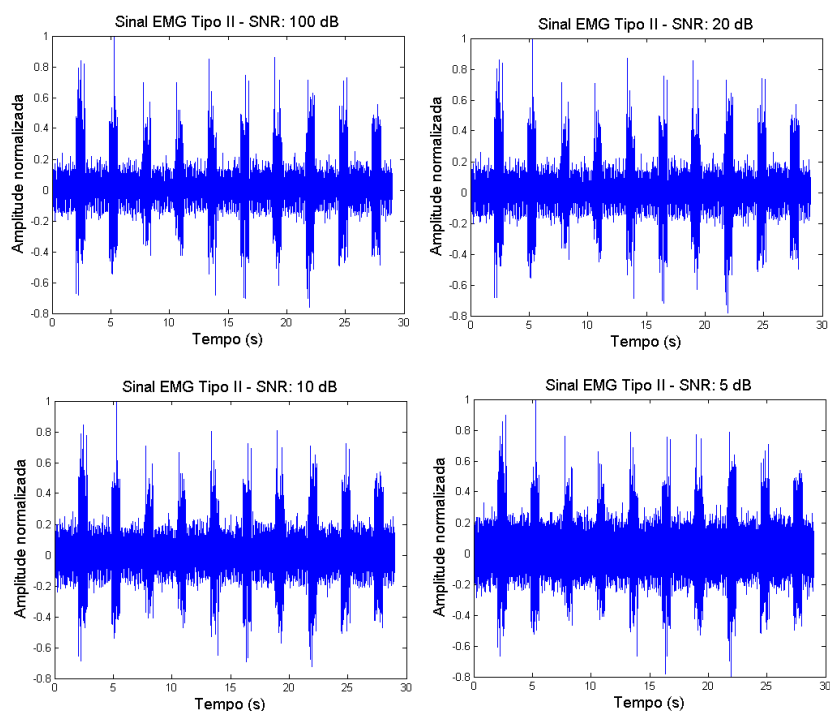 Sinal EMG Tipo II - SNR: 100 dB
Amplitude normalizada
1
0.8
0.6
0.4
0.2
0
-0.2
-0.4
-0.6
-0.8
0 5 10 15 20 25 30
Tempo (s)
Sinal EMG Tipo II - SNR: 20 dB
Amplitude normalizada
1
0.8
0.6
0.4
0.2
0
-0.2
-0.4
-0.6
-0.8
0 5 10 15 20 25 30
Tempo (s)
Sinal EMG Tipo II - SNR: 10 dB
Amplitude normalizada
1
0.8
0.6
0.4
0.2
0
-0.2
-0.4
-0.6
-0.8
0 5 10 15 20 25 30
Tempo (s)
Sinal EMG Tipo II - SNR: 5 dB
Amplitude normalizada
1
0.8
0.6
0.4
0.2
0
-0.2
-0.4
-0.6
-0.8
0 5 10 15 20 25 30
Tempo (s)